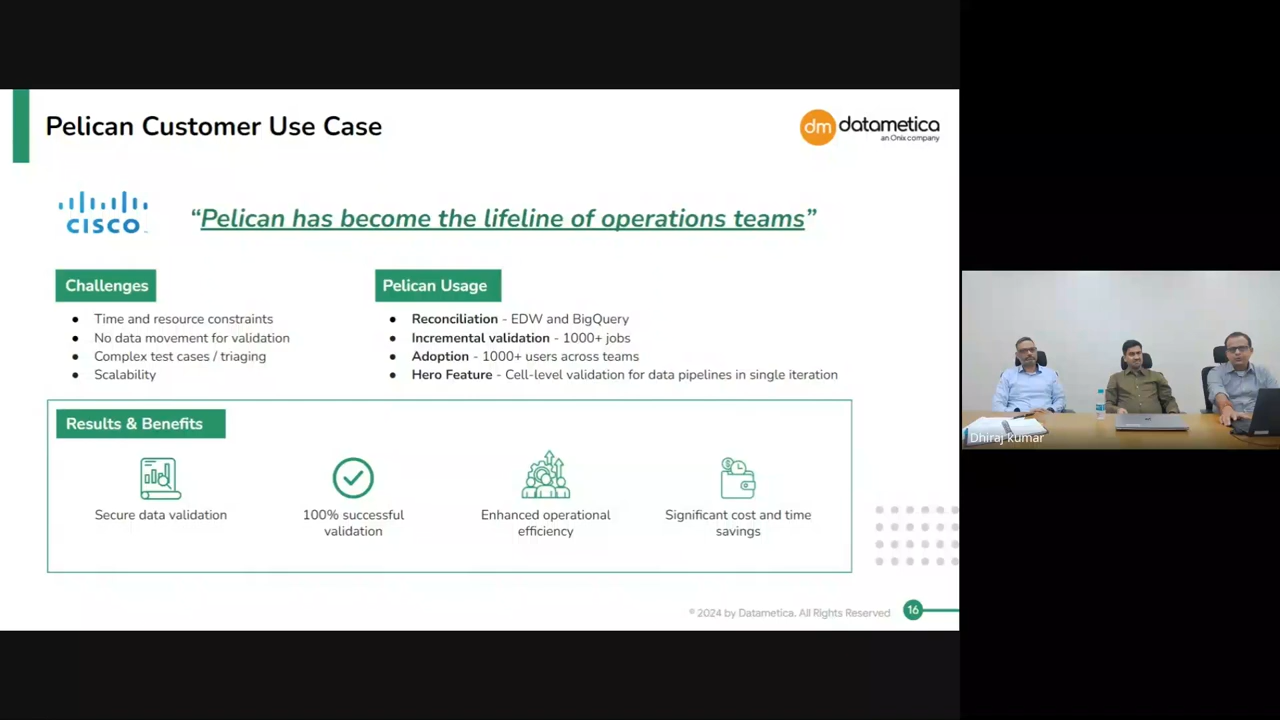 Pelican Customer Use Case
dm datametica
an Onix company
CISCO
“Pelican has become the lifeline of operations teams”
Challenges
• Time and resource constraints
• No data movement for validation
• Complex test cases / triaging
• Scalability
Pelican Usage
• Reconciliation - EDW and BigQuery
• Incremental validation - 1000+ jobs
• Adoption - 1000+ users across teams
• Hero Feature - Cell-level validation for data pipelines in single iteration
Results & Benefits
Secure data validation
100% successful
validation
Enhanced operational
efficiency
Significant cost and time
savings
© 2024 by Datametica. All Rights Reserved
16
Dhiraj kumar